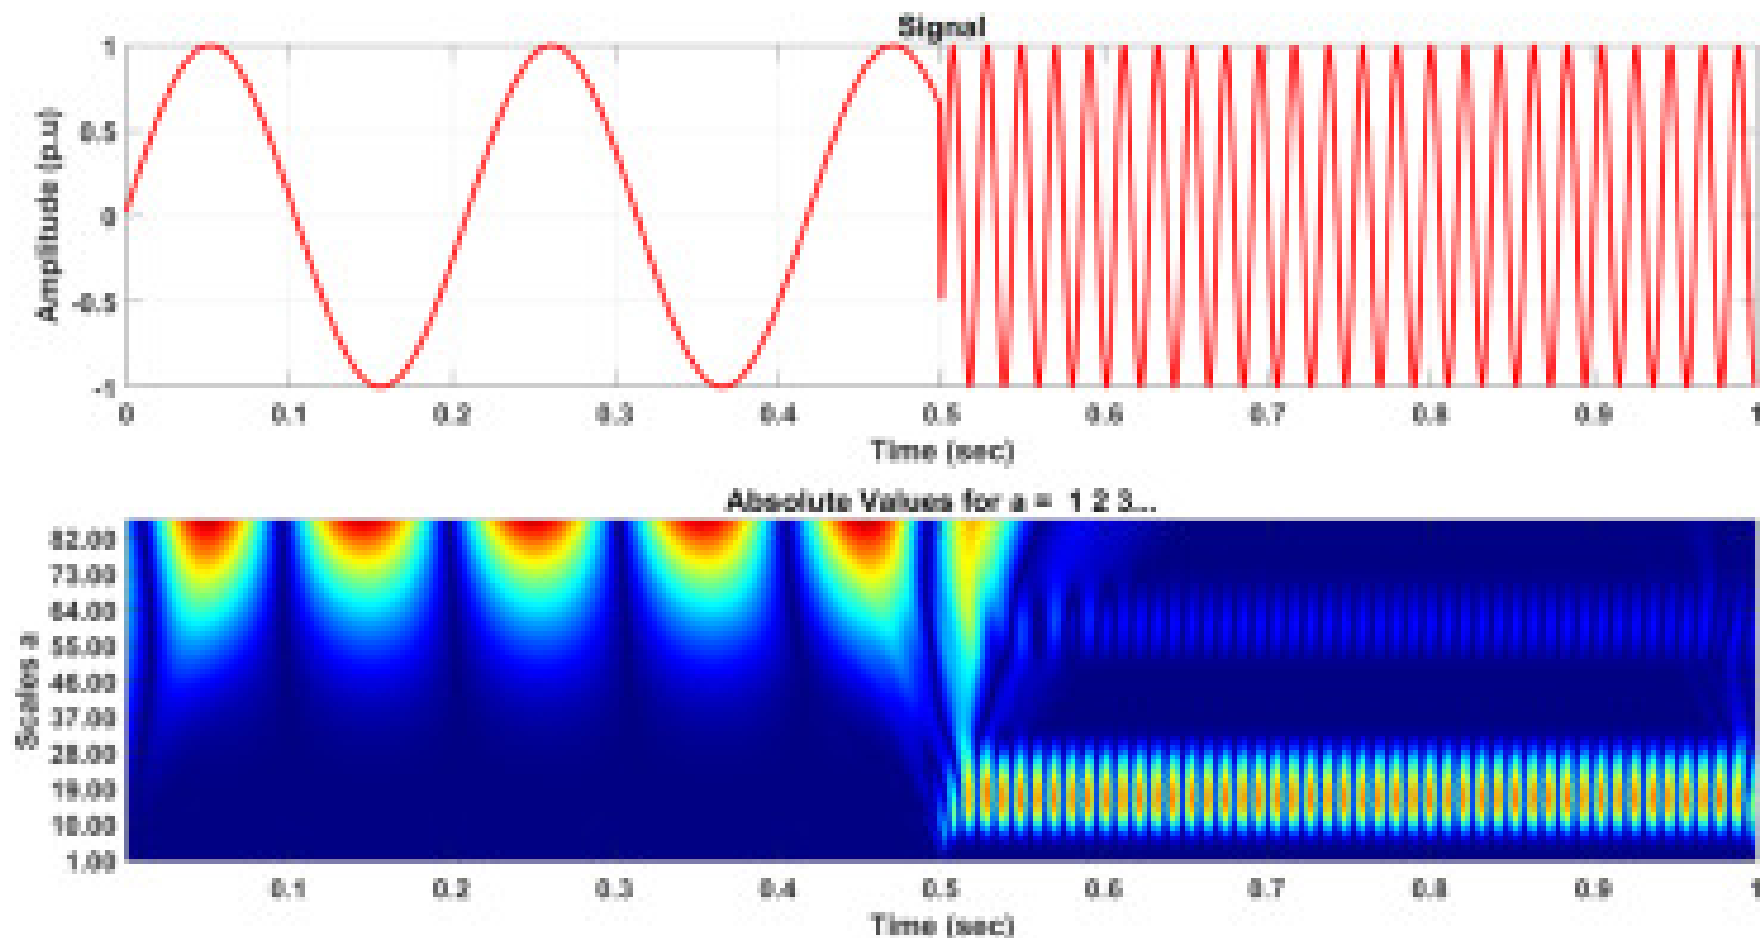 Signal
Amplitude (p.u)
1
0.5
0
-0.5
-1
0 0.1 0.2 0.3 0.4 0.5 0.6 0.7 0.8 0.9 1
Time (sec)
Absolute Values for a = 1 2 3...
Scales a
82.00
73.00
64.00
55.00
46.00
37.00
28.00
19.00
10.00
1.00
0.1 0.2 0.3 0.4 0.5 0.6 0.7 0.8 0.9 1
Time (sec)